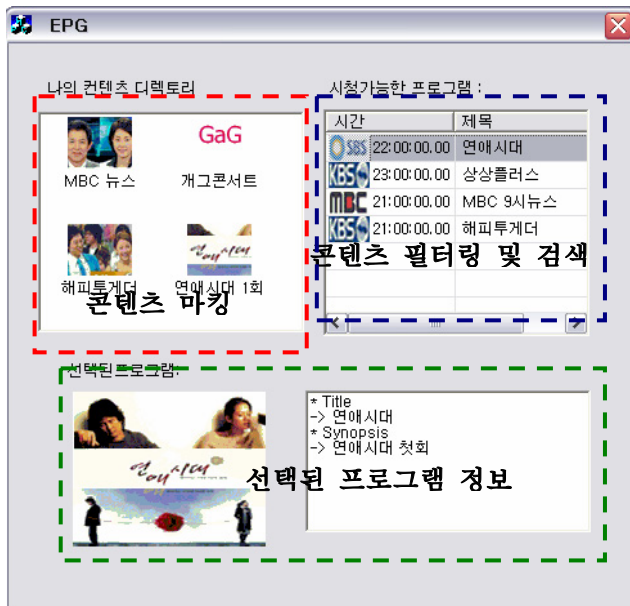 EPG
나의 컨텐츠 디렉토리
MBC 뉴스
GaG
개그콘서트
해피투게더
연애시대
연애시대 1회
콘텐츠 마킹
시청가능한 프로그램 :
시간 제목
SBS 22:00:00.00 연애시대
KBS 23:00:00.00 상상플러스
MBC 21:00:00.00 MBC 9시뉴스
KBS 21:00:00.00 해피투게더
콘텐츠 필터링 및 검색
선택된프로그램:
연애시대
* Title
-> 연애시대
* Synopsis
-> 연애시대 첫회
선택된 프로그램 정보